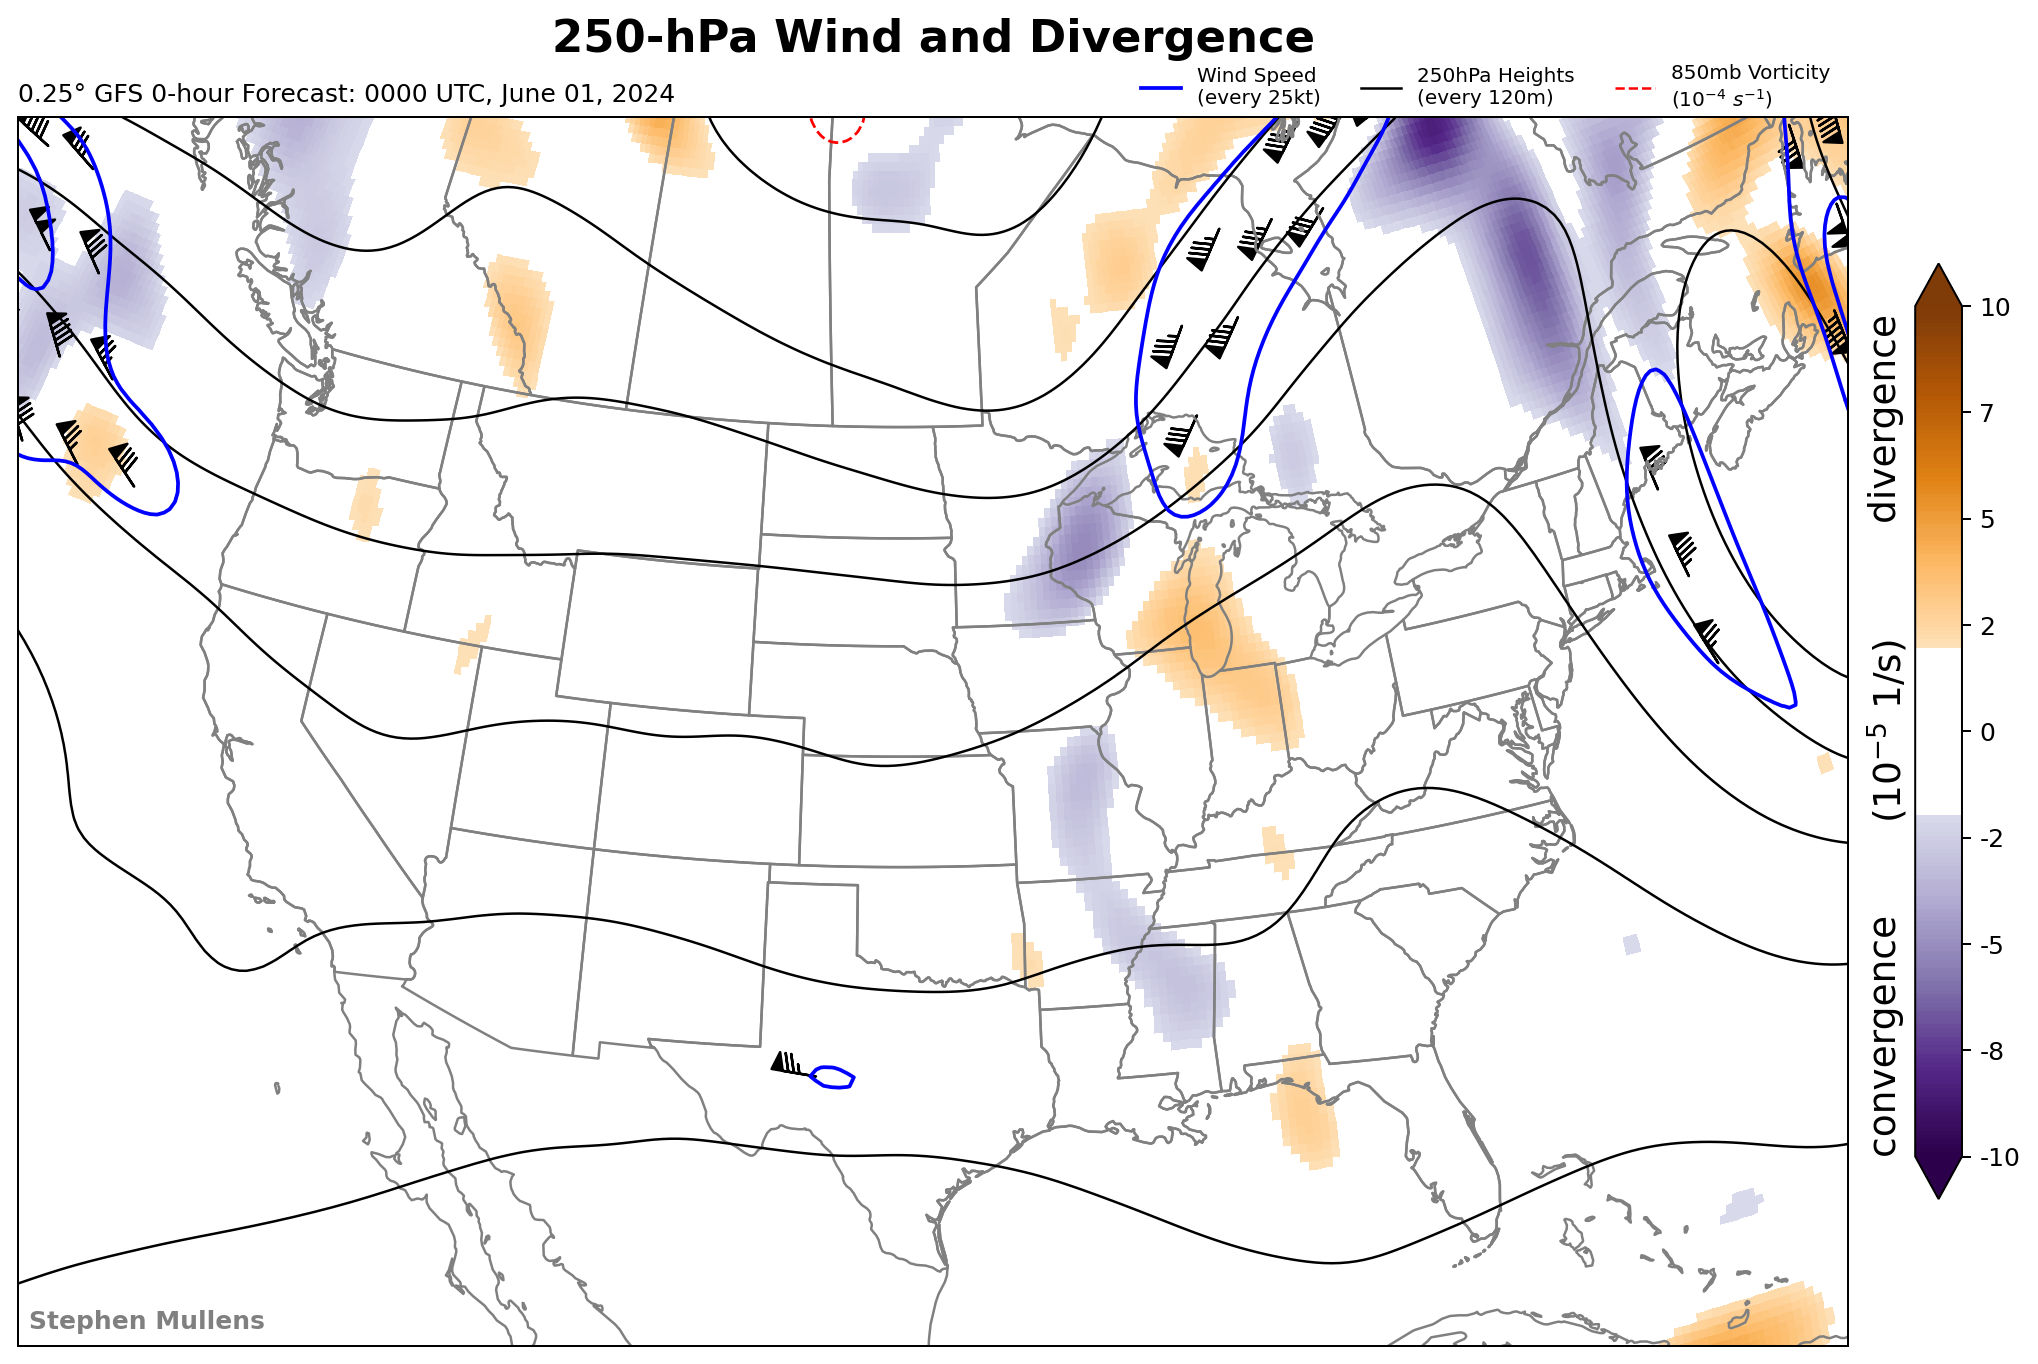 250-hPa Wind and Divergence
0.25° GFS 0-hour Forecast: 0000 UTC, June 01, 2024
Wind Speed
(every 25kt)
250hPa Heights
(every 120m)
850mb Vorticity
(10⁻⁴ s⁻¹)
10
7
5
2
0
-2
-5
-8
-10
convergence (10⁻⁵ 1/s) divergence
Stephen Mullens